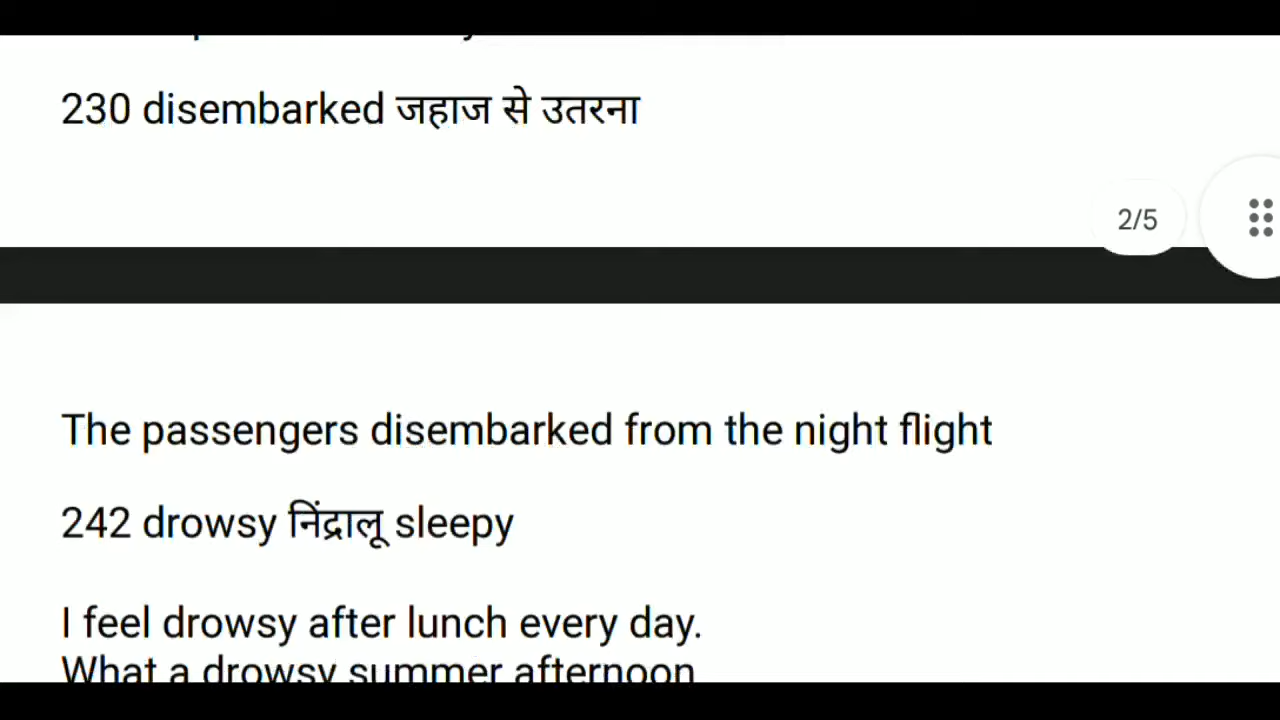 230 disembarked जहाज से उतरना
2/5
The passengers disembarked from the night flight
242 drowsy निंद्रालू sleepy
I feel drowsy after lunch every day.
What a drowsy summer afternoon